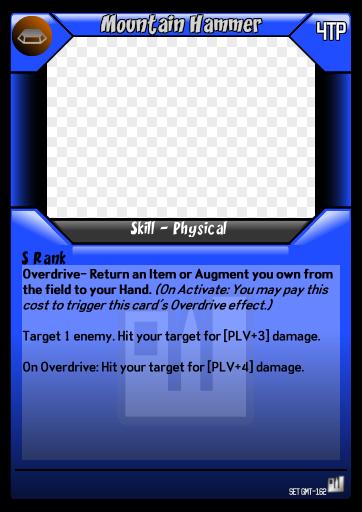 Mountain Hammer
4TP
Skill - Physical
S Rank
Overdrive- Return an Item or Augment you own from
the field to your Hand. (On Activate: You may pay this
cost to trigger this card's Overdrive effect.)
Target 1 enemy. Hit your target for [PLV+3] damage.
On Overdrive: Hit your target for [PLV+4] damage.
SET GMT-162